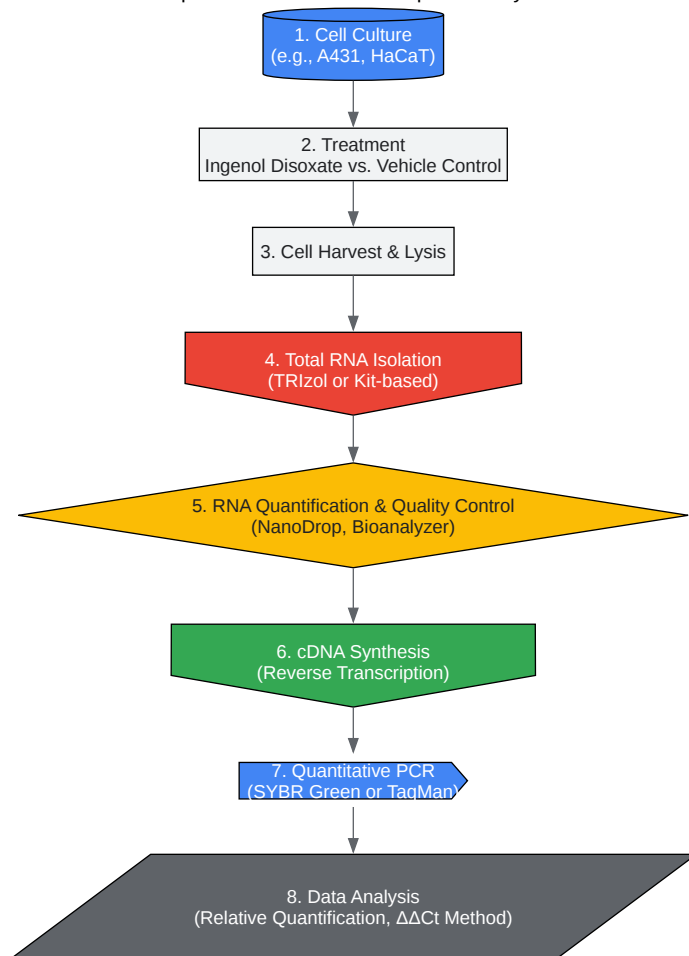 1. Cell Culture
(e.g., A431, HaCaT)
2. Treatment
Ingenol Disoxate vs. Vehicle Control
3. Cell Harvest & Lysis
4. Total RNA Isolation
(TRIzol or Kit-based)
5. RNA Quantification & Quality Control
(NanoDrop, Bioanalyzer)
6. cDNA Synthesis
(Reverse Transcription)
7. Quantitative PCR
(SYBR Green or TaqMan)
8. Data Analysis
(Relative Quantification, ΔΔCt Method)